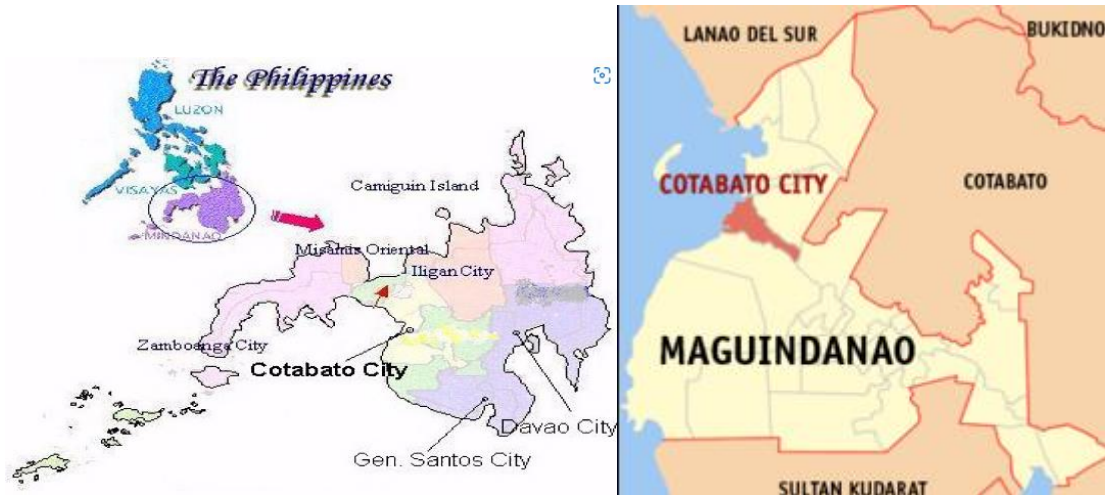 The Philippines
LUZON
VISAYAS
MINDANAO
Camiguin Island
Misamis Oriental
Iligan City
Zamboanga City
Cotabato City
Davao City
Gen. Santos City
LANAO DEL SUR
BUKIDNO
COTABATO CITY
COTABATO
MAGUINDANAO
SULTAN KUDARAT